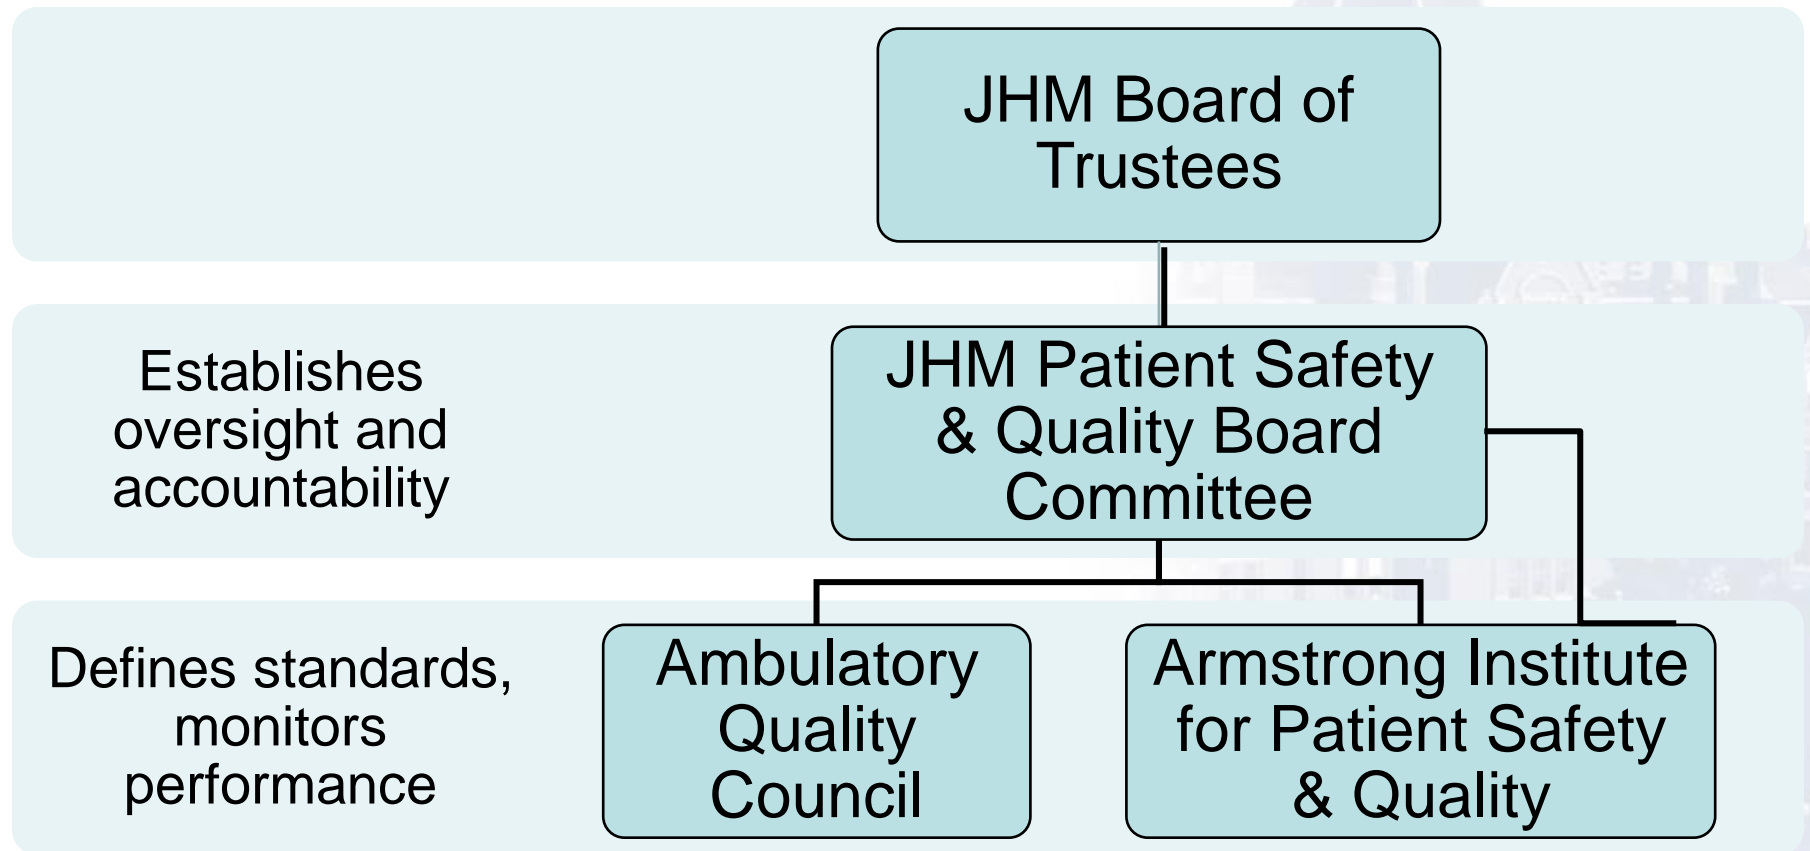 JHM Board of
Trustees
Establishes
oversight and
accountability
JHM Patient Safety
& Quality Board
Committee
Defines standards,
monitors
performance
Ambulatory
Quality
Council
Armstrong Institute
for Patient Safety
& Quality